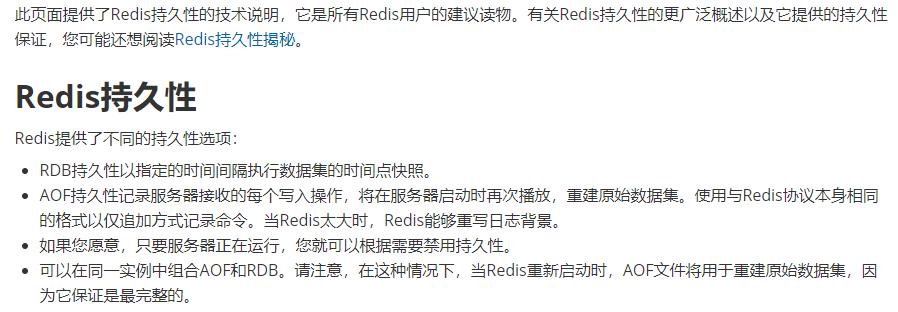 此页面提供了Redis持久性的技术说明，它是所有Redis用户的建议读物。有关Redis持久性的更广泛概述以及它提供的持久性
保证，您可能还想阅读Redis持久性揭秘。
Redis持久性
Redis提供了不同的持久性选项：
• RDB持久性以指定的时间间隔执行数据集的时间点快照。
• AOF持久性记录服务器接收的每个写入操作，将在服务器启动时再次播放，重建原始数据集。使用与Redis协议本身相同
的格式以仅追加方式记录命令。当Redis太大时，Redis能够重写日志背景。
• 如果您愿意，只要服务器正在运行，您就可以根据需要禁用持久性。
• 可以在同一实例中组合AOF和RDB。请注意，在这种情况下，当Redis重新启动时，AOF文件将用于重建原始数据集，因
为它保证是最完整的。